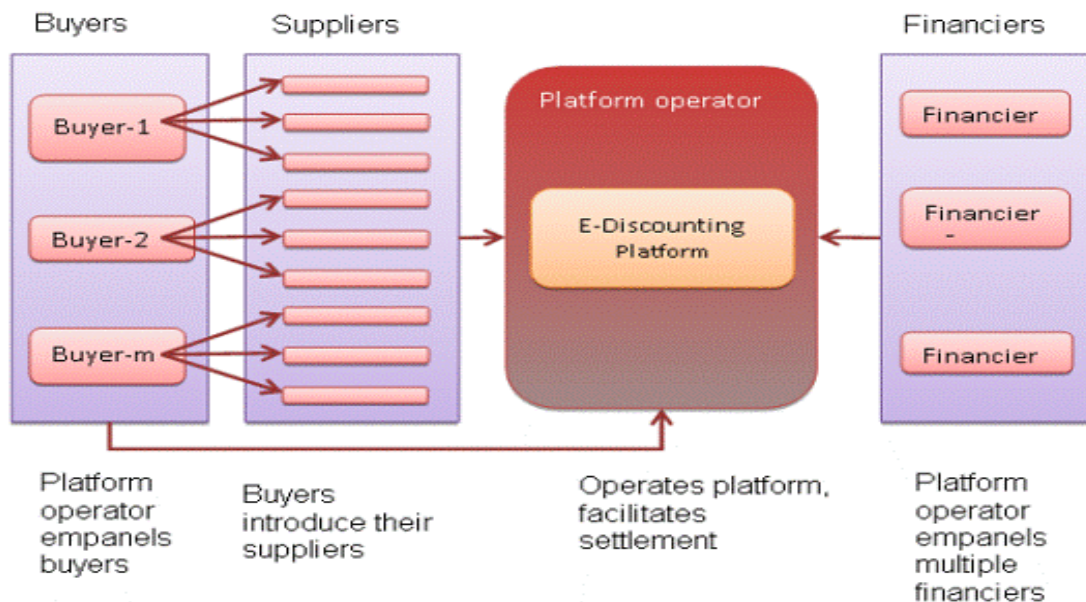 Buyers
Suppliers
Financiers
Buyer-1
Buyer-2
Buyer-m
Platform operator
E-Discounting
Platform
Financier
Financier
-
Financier
Platform
operator
empanels
buyers
Buyers
introduce their
suppliers
Operates platform,
facilitates
settlement
Platform
operator
empanels
multiple
financiers